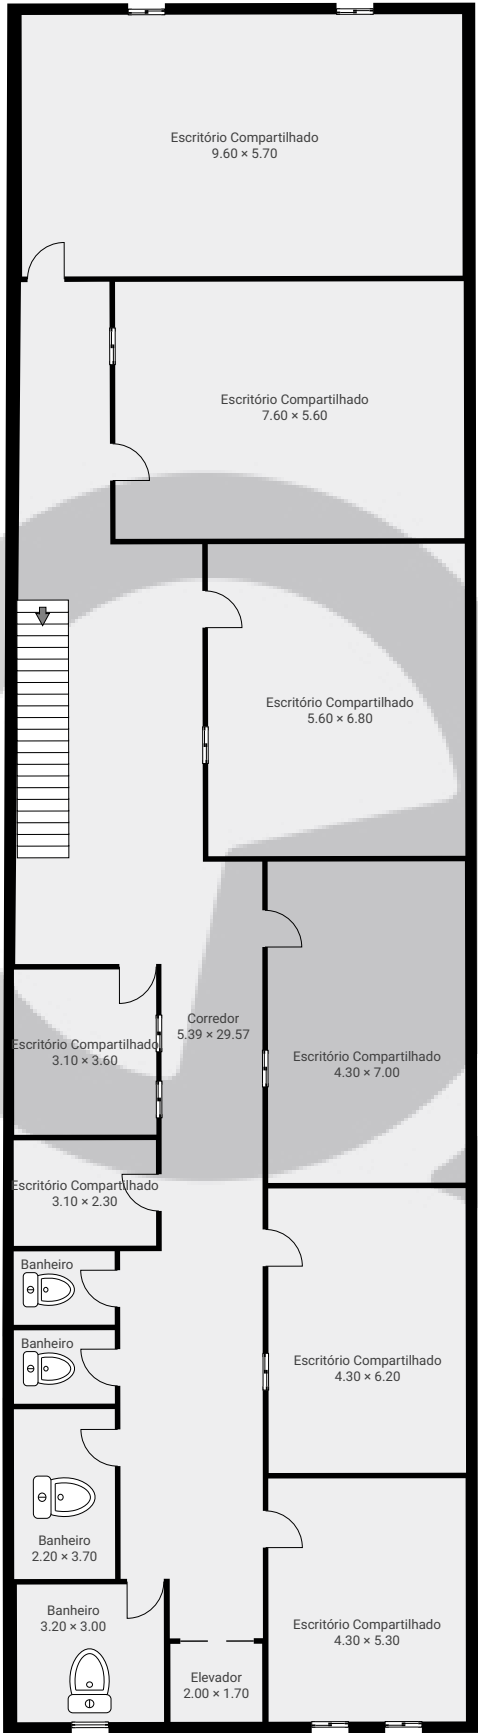 Escritório Compartilhado
9.60 × 5.70
Escritório Compartilhado
7.60 × 5.60
Escritório Compartilhado
5.60 × 6.80
Corredor
5.39 × 29.57
Escritório Compartilhado
3.10 × 3.60
Escritório Compartilhado
4.30 × 7.00
Escritório Compartilhado
3.10 × 2.30
Banheiro
Banheiro
Escritório Compartilhado
4.30 × 6.20
Banheiro
2.20 × 3.70
Banheiro
3.20 × 3.00
Escritório Compartilhado
4.30 × 5.30
Elevador
2.00 × 1.70